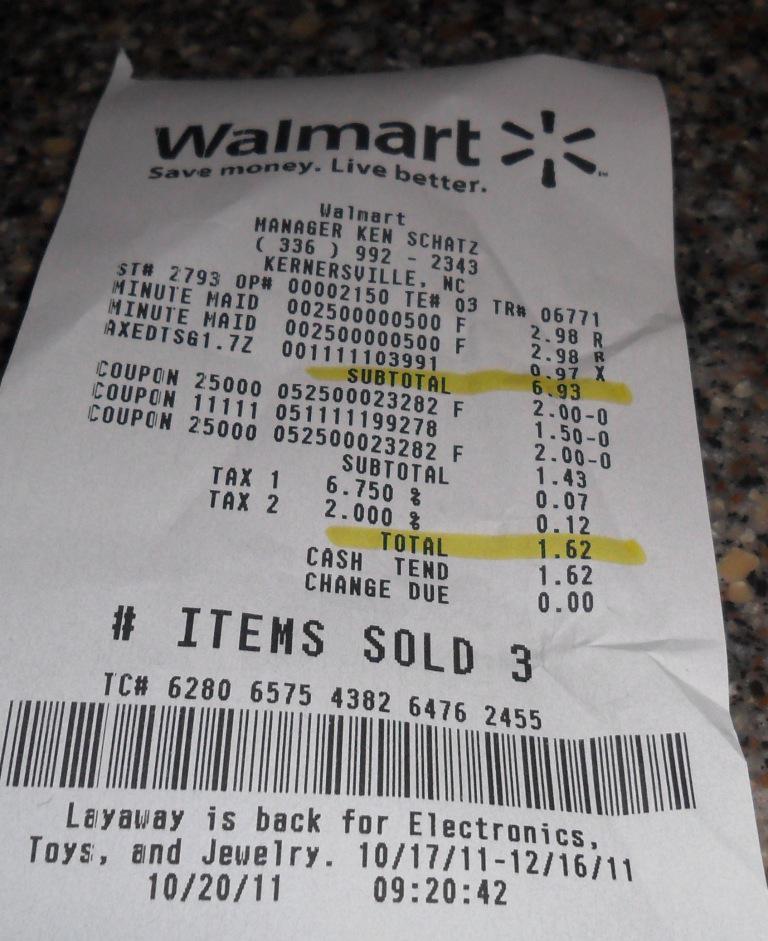 Walmart
Save money. Live better.
Walmart
MANAGER KEN SCHATZ
( 336 ) 992 - 2343
KERNERSVILLE, NC
ST# 2793 OP# 00002150 TE# 03 TR# 06771
MINUTE MAID 002500000500 F 2.98 R
MINUTE MAID 002500000500 F 2.98 R
AXEDTSG1.7Z 001111103991 0.97 X
SUBTOTAL 6.93
COUPON 25000 052500023282 F 2.00-O
COUPON 11111 051111199278 1.50-O
COUPON 25000 052500023282 F 2.00-O
SUBTOTAL 1.43
TAX 1 6.750 % 0.07
TAX 2 2.000 % 0.12
TOTAL 1.62
CASH TEND 1.62
CHANGE DUE 0.00
# ITEMS SOLD 3
TC# 6280 6575 4382 6476 2455
Layaway is back for Electronics,
Toys, and Jewelry. 10/17/11-12/16/11
10/20/11 09:20:42